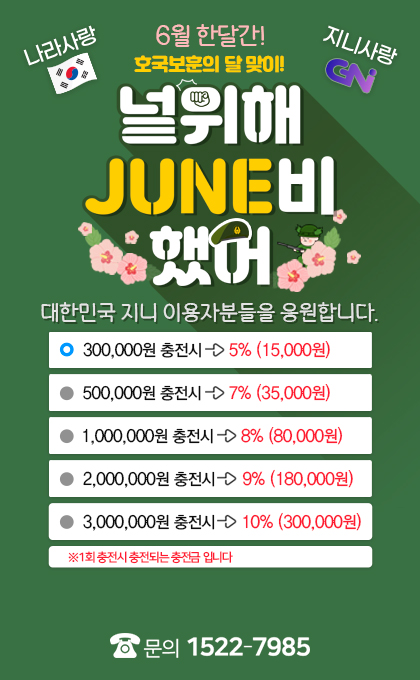 6월 한달간!
나라사랑
지니사랑
호국보훈의 달 맞이!
GNi
널위해
JUNE비
했어
대한민국 지니 이용자분들을 응원합니다.
300,000원 충전시 5% (15,000원)
500,000원 충전시 7% (35,000원)
1,000,000원 충전시 8% (80,000원)
2,000,000원 충전시 9% (180,000원)
3,000,000원 충전시 10% (300,000원)
※1회 충전시 충전되는 충전금 입니다
문의 1522-7985